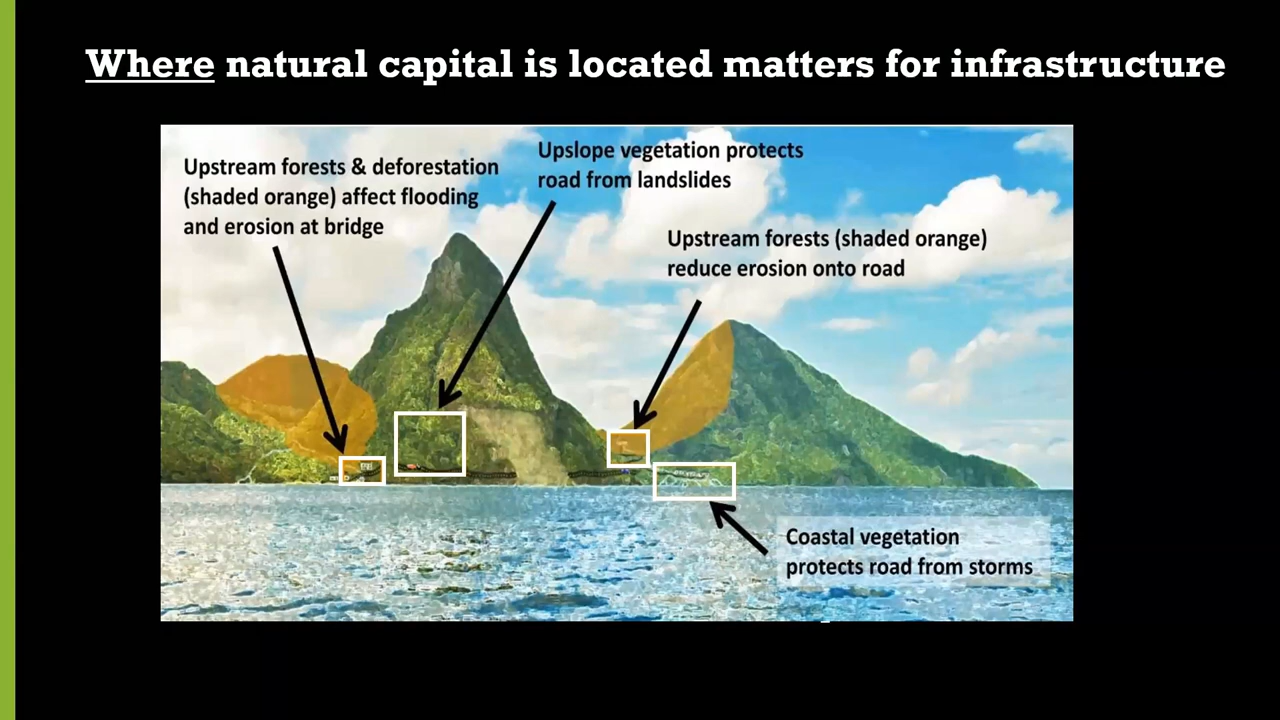 Where natural capital is located matters for infrastructure
Upstream forests & deforestation
(shaded orange) affect flooding
and erosion at bridge
Upslope vegetation protects
road from landslides
Upstream forests (shaded orange)
reduce erosion onto road
Coastal vegetation
protects road from storms